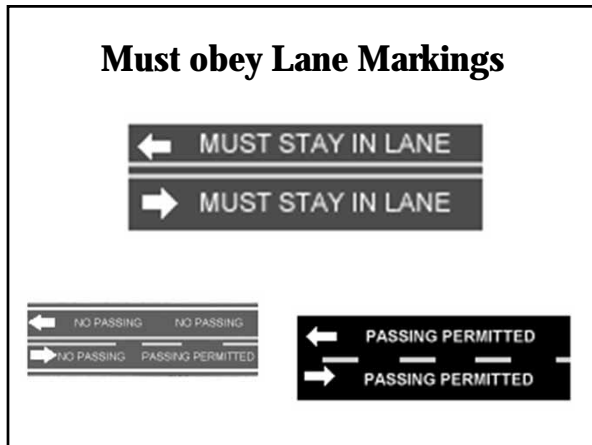 Must obey Lane Markings
MUST STAY IN LANE
MUST STAY IN LANE
NO PASSING NO PASSING
NO PASSING PASSING PERMITTED
PASSING PERMITTED
PASSING PERMITTED